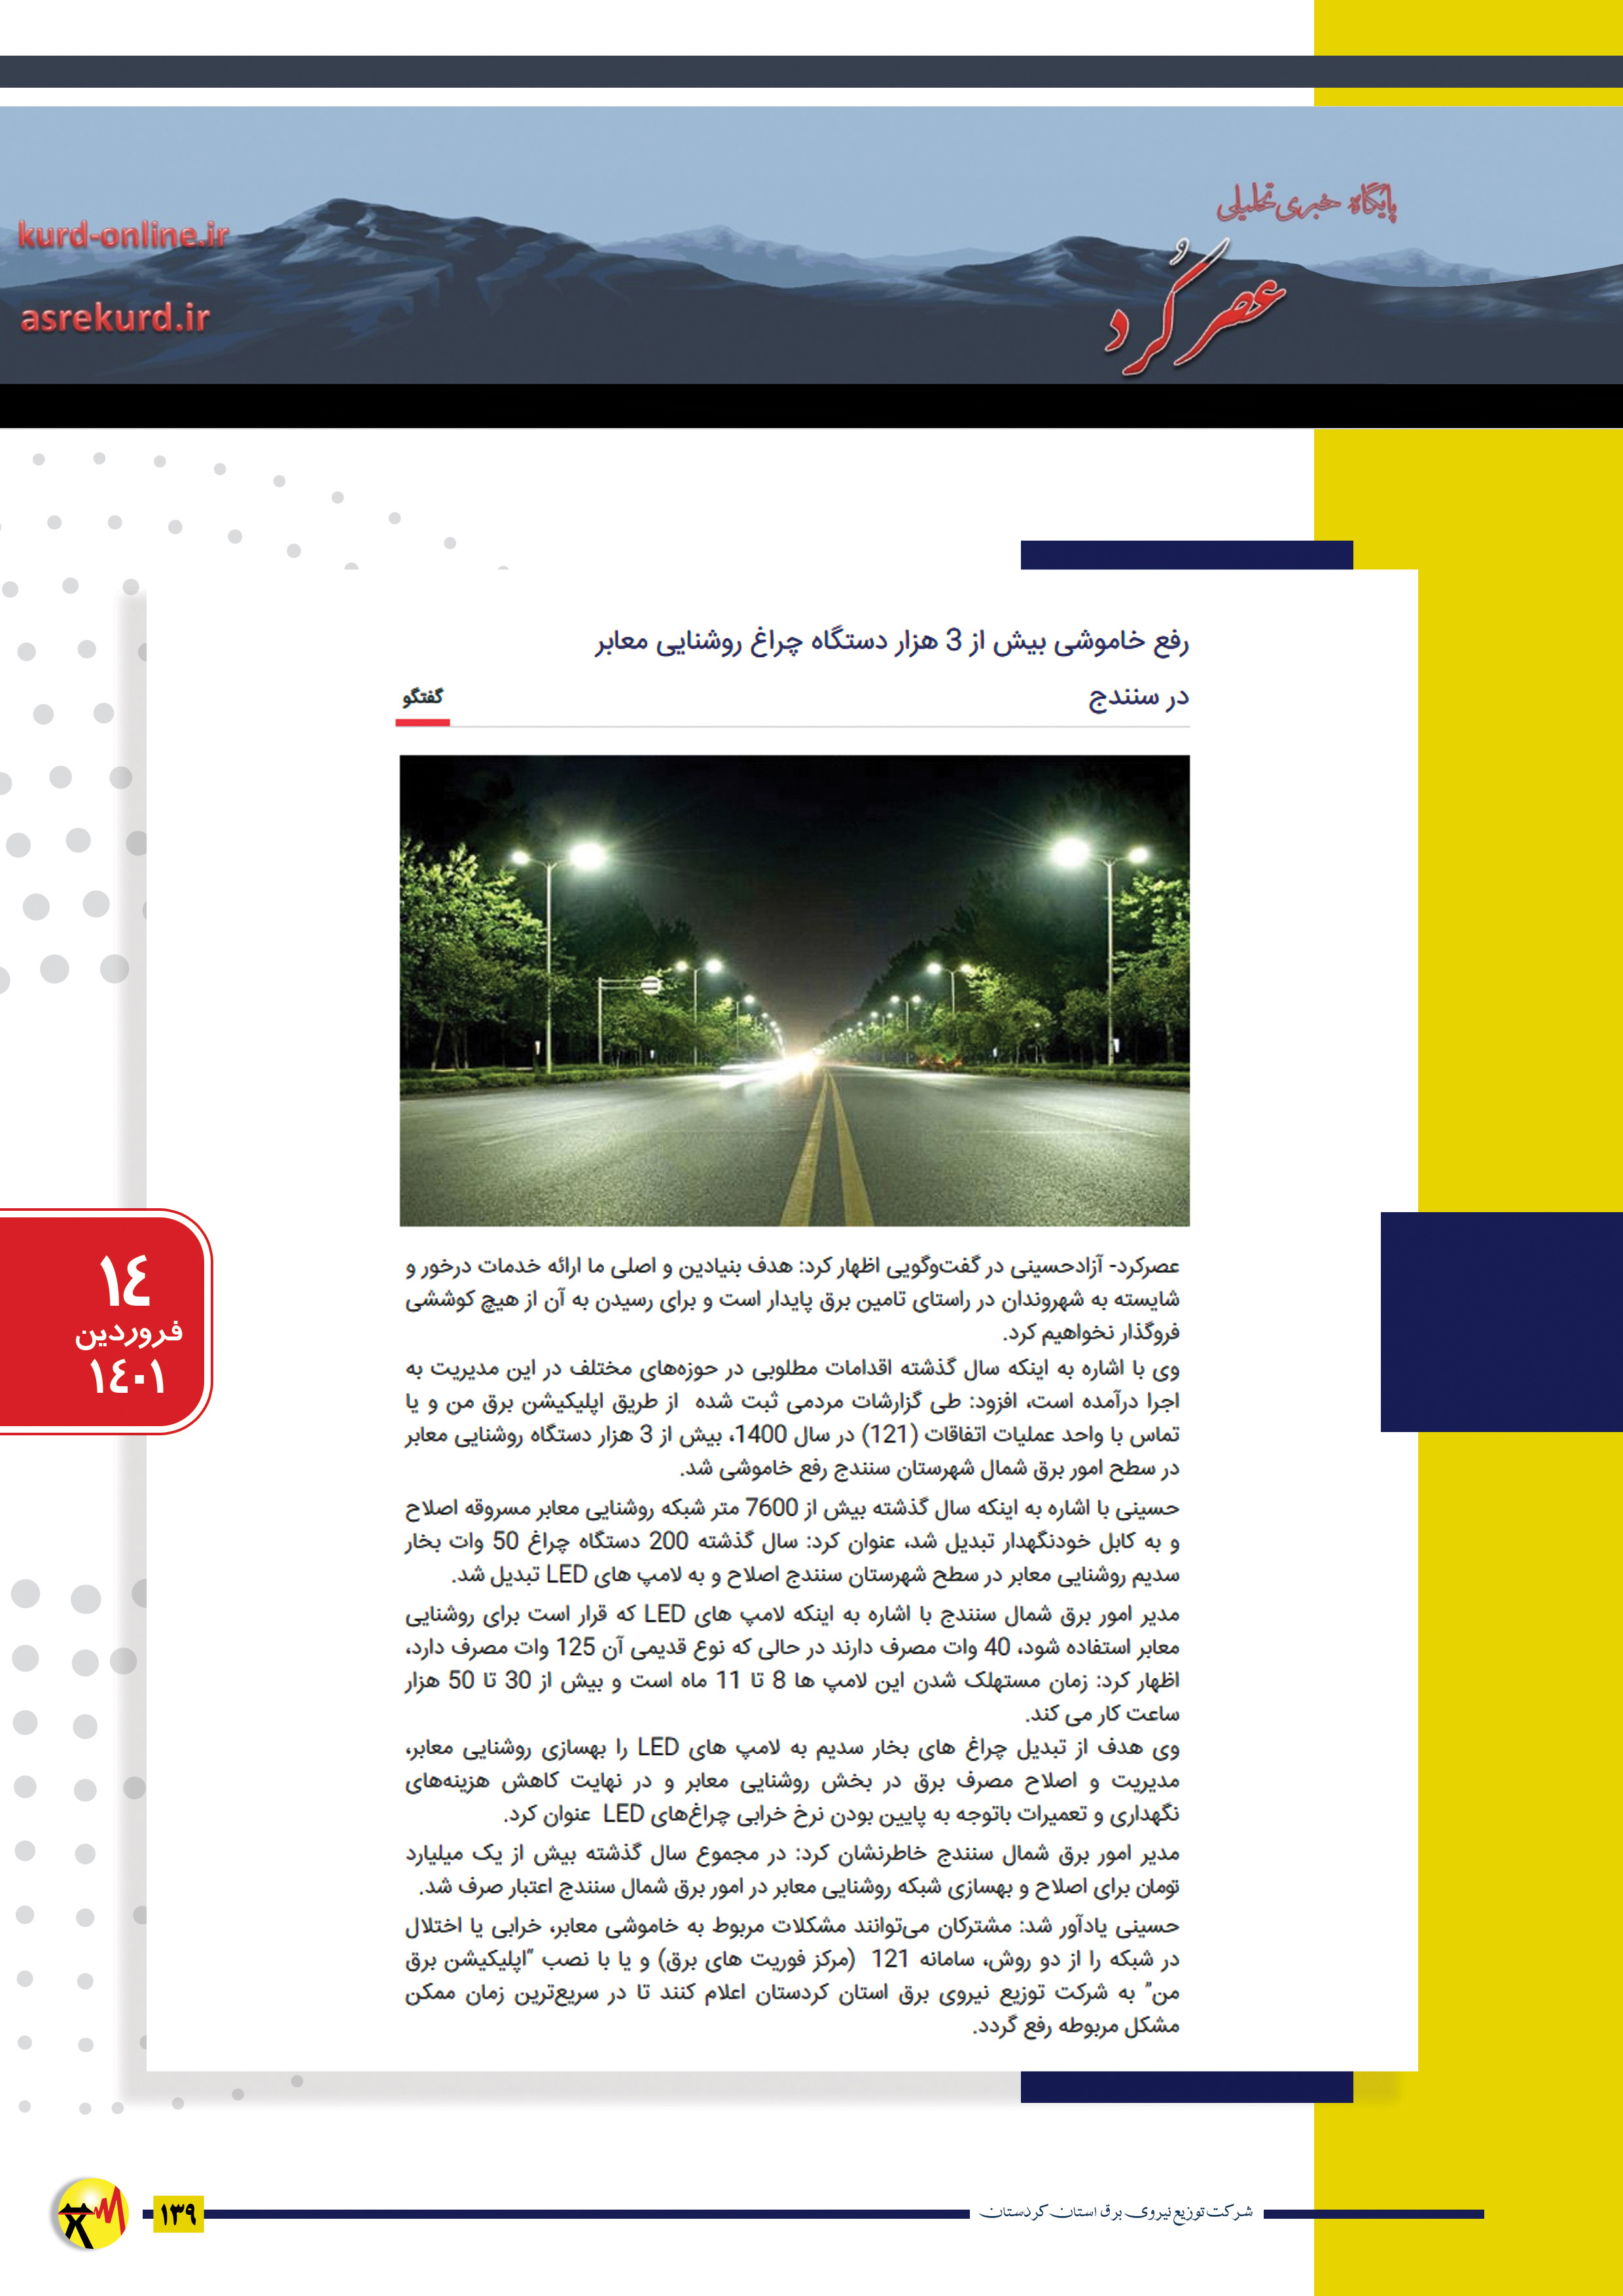 پایگاه خبری تحلیلی
عصر کُرد
kurd-online.ir
asrekurd.ir
رفع خاموشی بیش از 3 هزار دستگاه چراغ روشنایی معابر
در سنندج
گفتگو
عصرکرد- آزادحسینی در گفت‌وگویی اظهار کرد: هدف بنیادین و اصلی ما ارائه خدمات درخور و
شایسته به شهروندان در راستای تامین برق پایدار است و برای رسیدن به آن از هیچ کوششی
فروگذار نخواهیم کرد.
وی با اشاره به اینکه سال گذشته اقدامات مطلوبی در حوزه‌های مختلف در این مدیریت به
اجرا درآمده است، افزود: طی گزارشات مردمی ثبت شده از طریق اپلیکیشن برق من و یا
تماس با واحد عملیات اتفاقات (121) در سال 1400، بیش از 3 هزار دستگاه روشنایی معابر
در سطح امور برق شمال شهرستان سنندج رفع خاموشی شد.
حسینی با اشاره به اینکه سال گذشته بیش از 7600 متر شبکه روشنایی معابر مسروقه اصلاح
و به کابل خودنگهدار تبدیل شد، عنوان کرد: سال گذشته 200 دستگاه چراغ 50 وات بخار
سدیم روشنایی معابر در سطح شهرستان سنندج اصلاح و به لامپ های LED تبدیل شد.
مدیر امور برق شمال سنندج با اشاره به اینکه لامپ های LED که قرار است برای روشنایی
معابر استفاده شود، 40 وات مصرف دارند در حالی که نوع قدیمی آن 125 وات مصرف دارد،
اظهار کرد: زمان مستهلک شدن این لامپ ها 8 تا 11 ماه است و بیش از 30 تا 50 هزار
ساعت کار می کند.
وی هدف از تبدیل چراغ های بخار سدیم به لامپ های LED را بهسازی روشنایی معابر،
مدیریت و اصلاح مصرف برق در بخش روشنایی معابر و در نهایت کاهش هزینه‌های
نگهداری و تعمیرات باتوجه به پایین بودن نرخ خرابی چراغ‌های LED عنوان کرد.
مدیر امور برق شمال سنندج خاطرنشان کرد: در مجموع سال گذشته بیش از یک میلیارد
تومان برای اصلاح و بهسازی شبکه روشنایی معابر در امور برق شمال سنندج اعتبار صرف شد.
حسینی یادآور شد: مشترکان می‌توانند مشکلات مربوط به خاموشی معابر، خرابی یا اختلال
در شبکه را از دو روش، سامانه 121 (مرکز فوریت های برق) و یا با نصب “اپلیکیشن برق
من” به شرکت توزیع نیروی برق استان کردستان اعلام کنند تا در سریع‌ترین زمان ممکن
مشکل مربوطه رفع گردد.
١٤
فروردین
١٤٠١
شرکت توزیع نیروی برق استان کردستان
۱۳۹